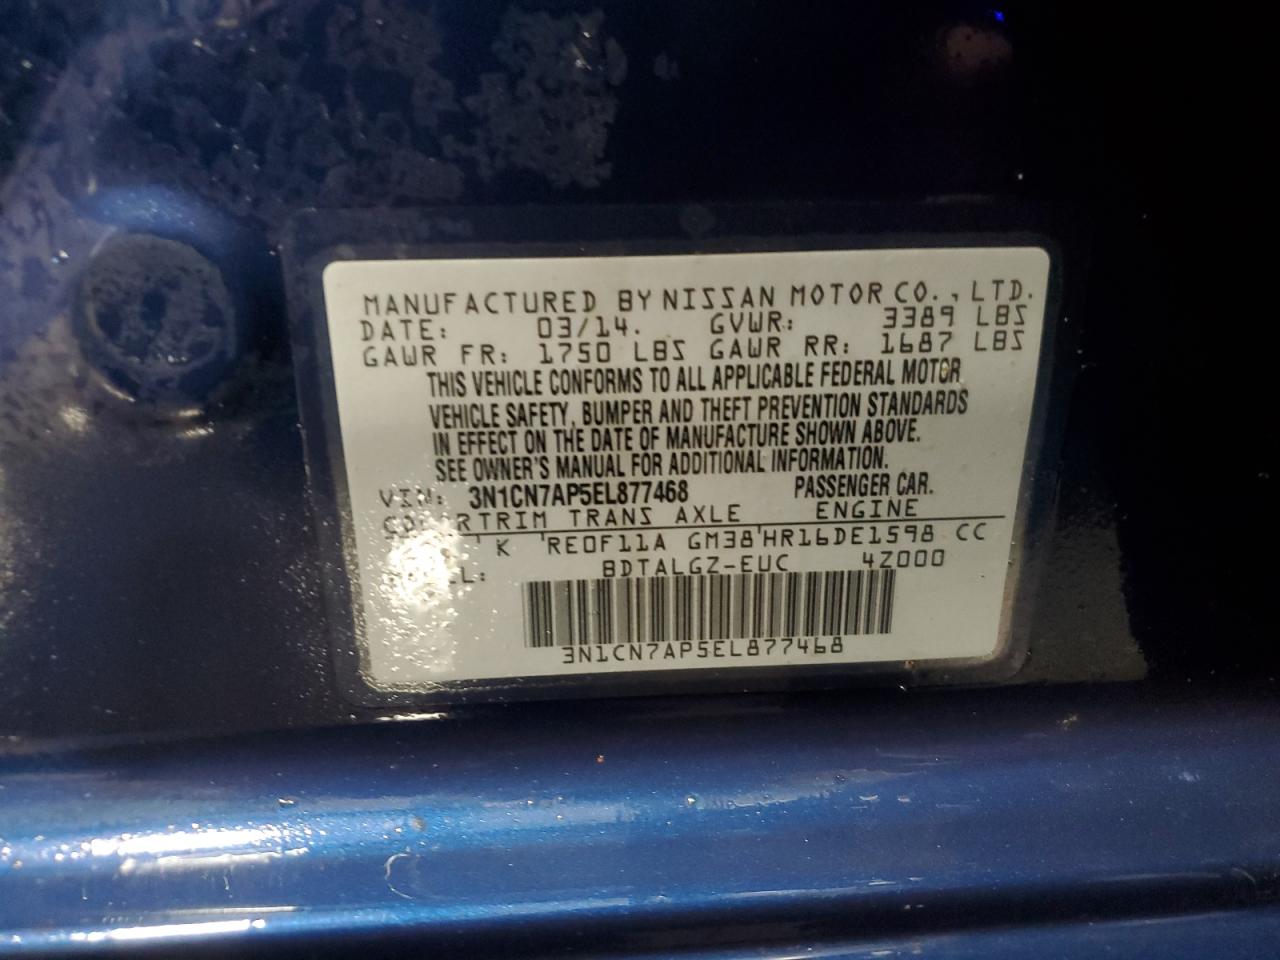 MANUFACTURED BY NISSAN MOTOR CO., LTD.
DATE: 03/14. GVWR: 3389 LBS
GAWR FR: 1750 LBS GAWR RR: 1687 LBS
THIS VEHICLE CONFORMS TO ALL APPLICABLE FEDERAL MOTOR
VEHICLE SAFETY, BUMPER AND THEFT PREVENTION STANDARDS
IN EFFECT ON THE DATE OF MANUFACTURE SHOWN ABOVE.
SEE OWNER'S MANUAL FOR ADDITIONAL INFORMATION.
VIN: 3N1CN7AP5EL877468 PASSENGER CAR.
TRIM TRANS AXLE ENGINE
K RE0F11A GM38 HR16DE1598 CC
BDTALGZ-EUC 4Z000
3N1CN7AP5EL877468